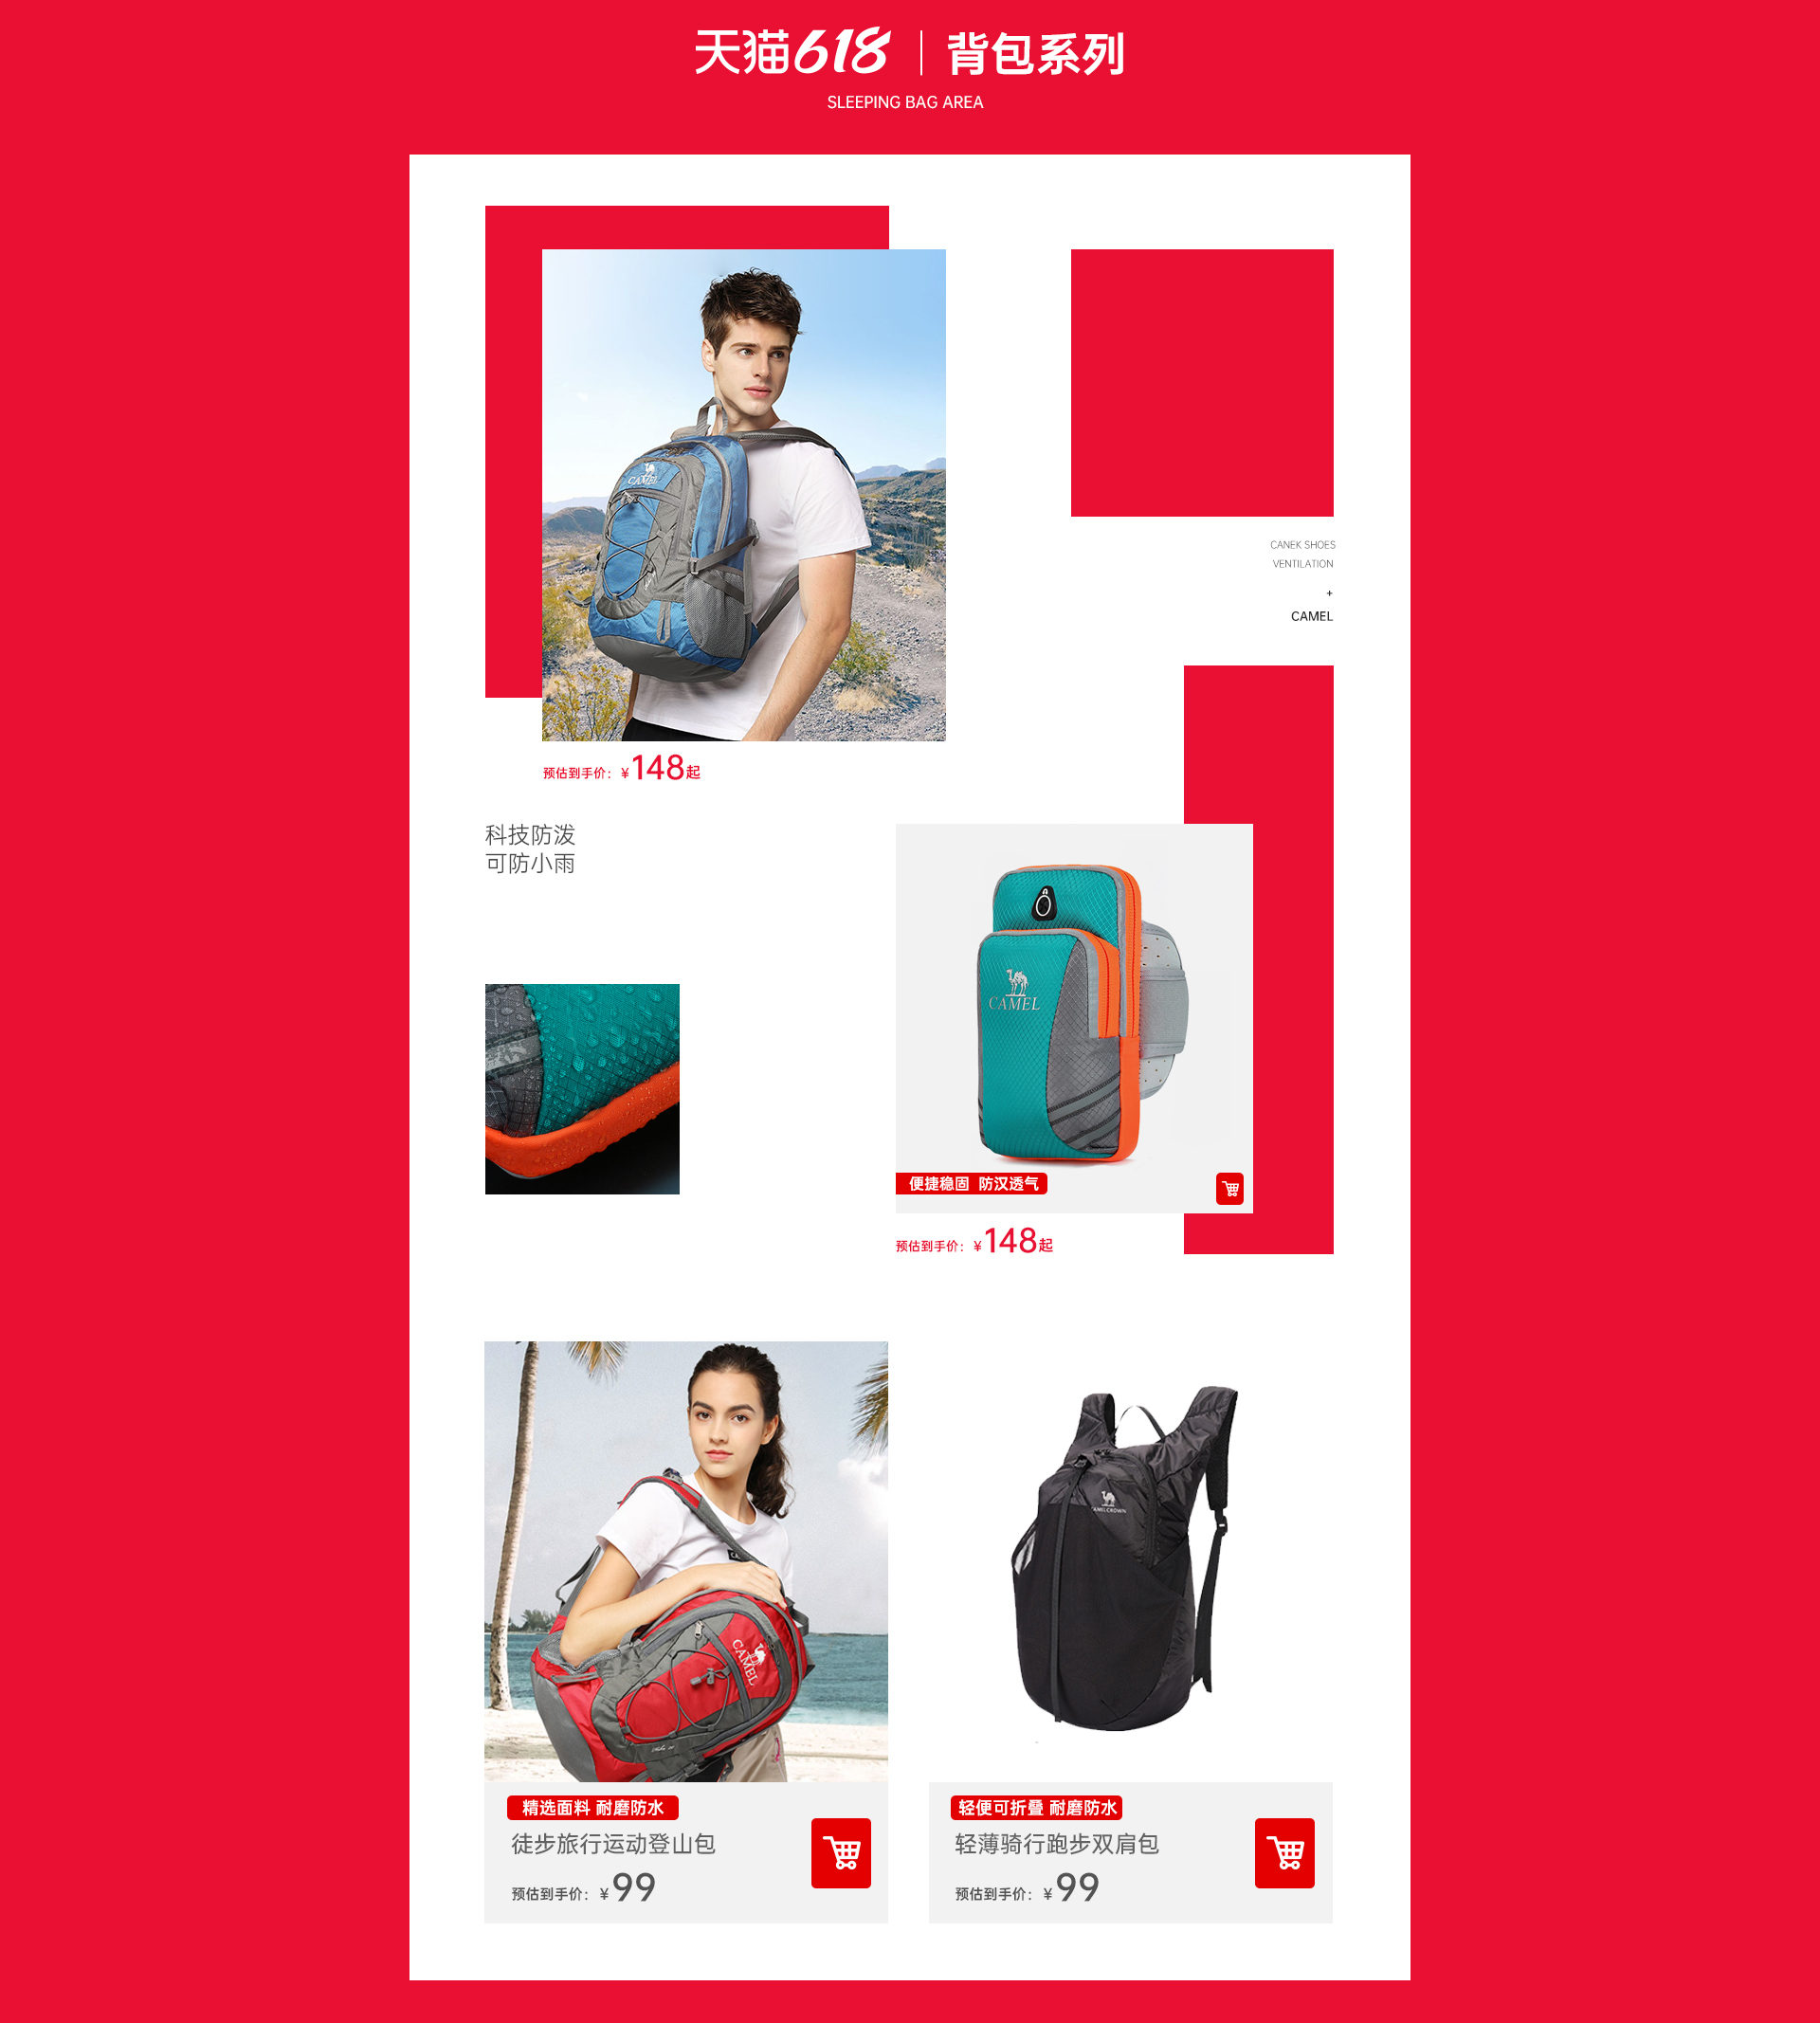 天猫618 | 背包系列
SLEEPING BAG AREA
CAMEL
CANEK SHOES
VENTILATION
+
CAMEL
预估到手价：¥148起
科技防泼
可防小雨
CAMEL
便捷稳固 防汉透气
预估到手价：¥148起
CAMEL
AMELCROWN
精选面料 耐磨防水
徒步旅行运动登山包
预估到手价：¥99
轻便可折叠 耐磨防水
轻薄骑行跑步双肩包
预估到手价：¥99